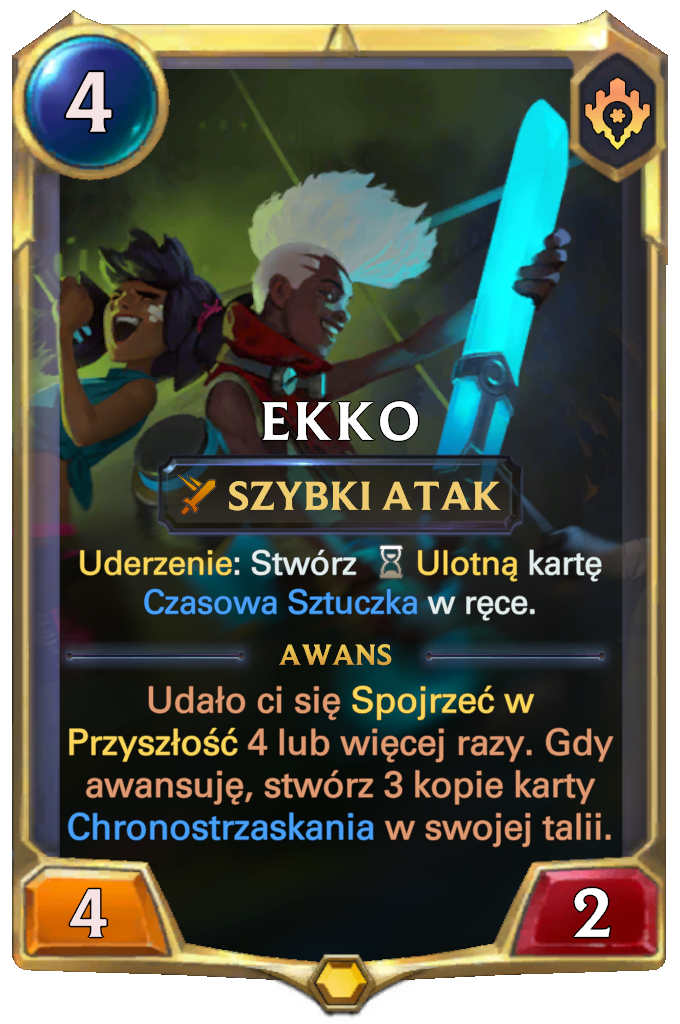 4
EKKO
SZYBKI ATAK
Uderzenie: Stwórz Ulotną kartę
Czasowa Sztuczka w ręce.
AWANS
Udało ci się Spojrzeć w
Przyszłość 4 lub więcej razy. Gdy
awansuję, stwórz 3 kopie karty
Chronostrzaskania w swojej talii.
4
2